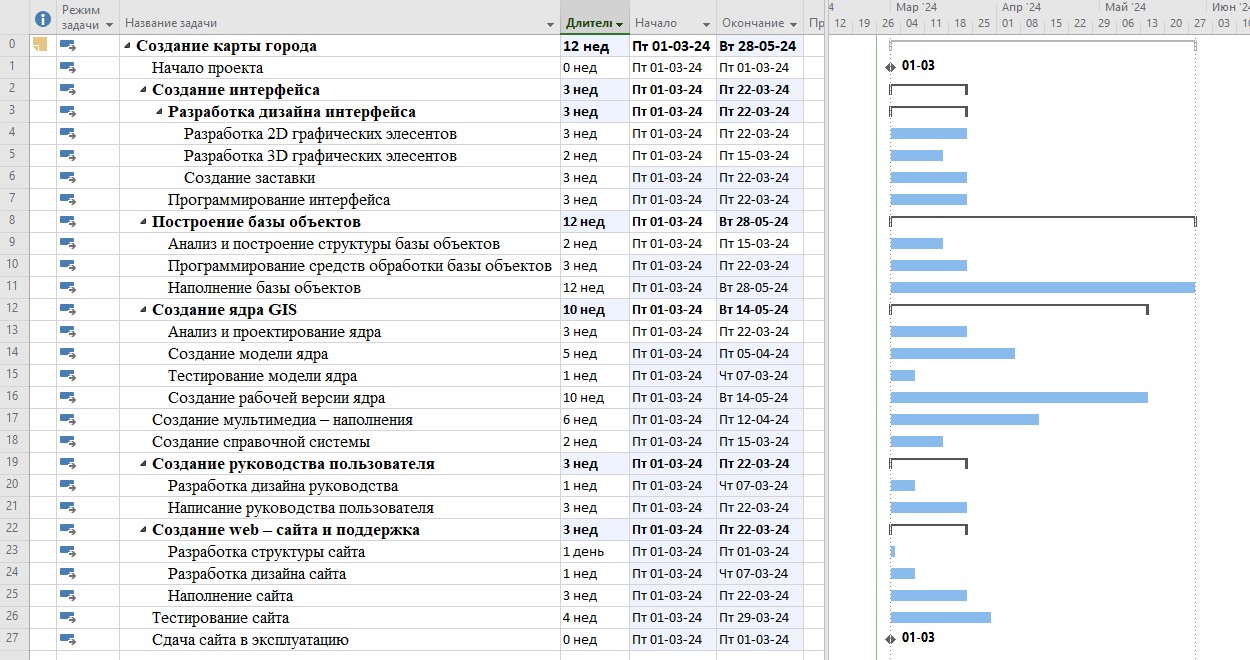 Режим задачи Название задачи Длител Начало Окончание Пр
4 Мар '24 Апр '24 Май '24 Июн '24
12 19 26 04 11 18 25 01 08 15 22 29 06 13 20 27 03 10
0 Создание карты города 12 нед Пт 01-03-24 Вт 28-05-24
1 Начало проекта 0 нед Пт 01-03-24 Пт 01-03-24 01-03
2 Создание интерфейса 3 нед Пт 01-03-24 Пт 22-03-24
3 Разработка дизайна интерфейса 3 нед Пт 01-03-24 Пт 22-03-24
4 Разработка 2D графических элесентов 3 нед Пт 01-03-24 Пт 22-03-24
5 Разработка 3D графических элесентов 2 нед Пт 01-03-24 Пт 15-03-24
6 Создание заставки 3 нед Пт 01-03-24 Пт 22-03-24
7 Программирование интерфейса 3 нед Пт 01-03-24 Пт 22-03-24
8 Построение базы объектов 12 нед Пт 01-03-24 Вт 28-05-24
9 Анализ и построение структуры базы объектов 2 нед Пт 01-03-24 Пт 15-03-24
10 Программирование средств обработки базы объектов 3 нед Пт 01-03-24 Пт 22-03-24
11 Наполнение базы объектов 12 нед Пт 01-03-24 Вт 28-05-24
12 Создание ядра GIS 10 нед Пт 01-03-24 Вт 14-05-24
13 Анализ и проектирование ядра 3 нед Пт 01-03-24 Пт 22-03-24
14 Создание модели ядра 5 нед Пт 01-03-24 Пт 05-04-24
15 Тестирование модели ядра 1 нед Пт 01-03-24 Чт 07-03-24
16 Создание рабочей версии ядра 10 нед Пт 01-03-24 Вт 14-05-24
17 Создание мультимедиа – наполнения 6 нед Пт 01-03-24 Пт 12-04-24
18 Создание справочной системы 2 нед Пт 01-03-24 Пт 15-03-24
19 Создание руководства пользователя 3 нед Пт 01-03-24 Пт 22-03-24
20 Разработка дизайна руководства 1 нед Пт 01-03-24 Чт 07-03-24
21 Написание руководства пользователя 3 нед Пт 01-03-24 Пт 22-03-24
22 Создание web – сайта и поддержка 3 нед Пт 01-03-24 Пт 22-03-24
23 Разработка структуры сайта 1 день Пт 01-03-24 Пт 01-03-24
24 Разработка дизайна сайта 1 нед Пт 01-03-24 Чт 07-03-24
25 Наполнение сайта 3 нед Пт 01-03-24 Пт 22-03-24
26 Тестирование сайта 4 нед Пт 01-03-24 Пт 29-03-24
27 Сдача сайта в эксплуатацию 0 нед Пт 01-03-24 Пт 01-03-24 01-03